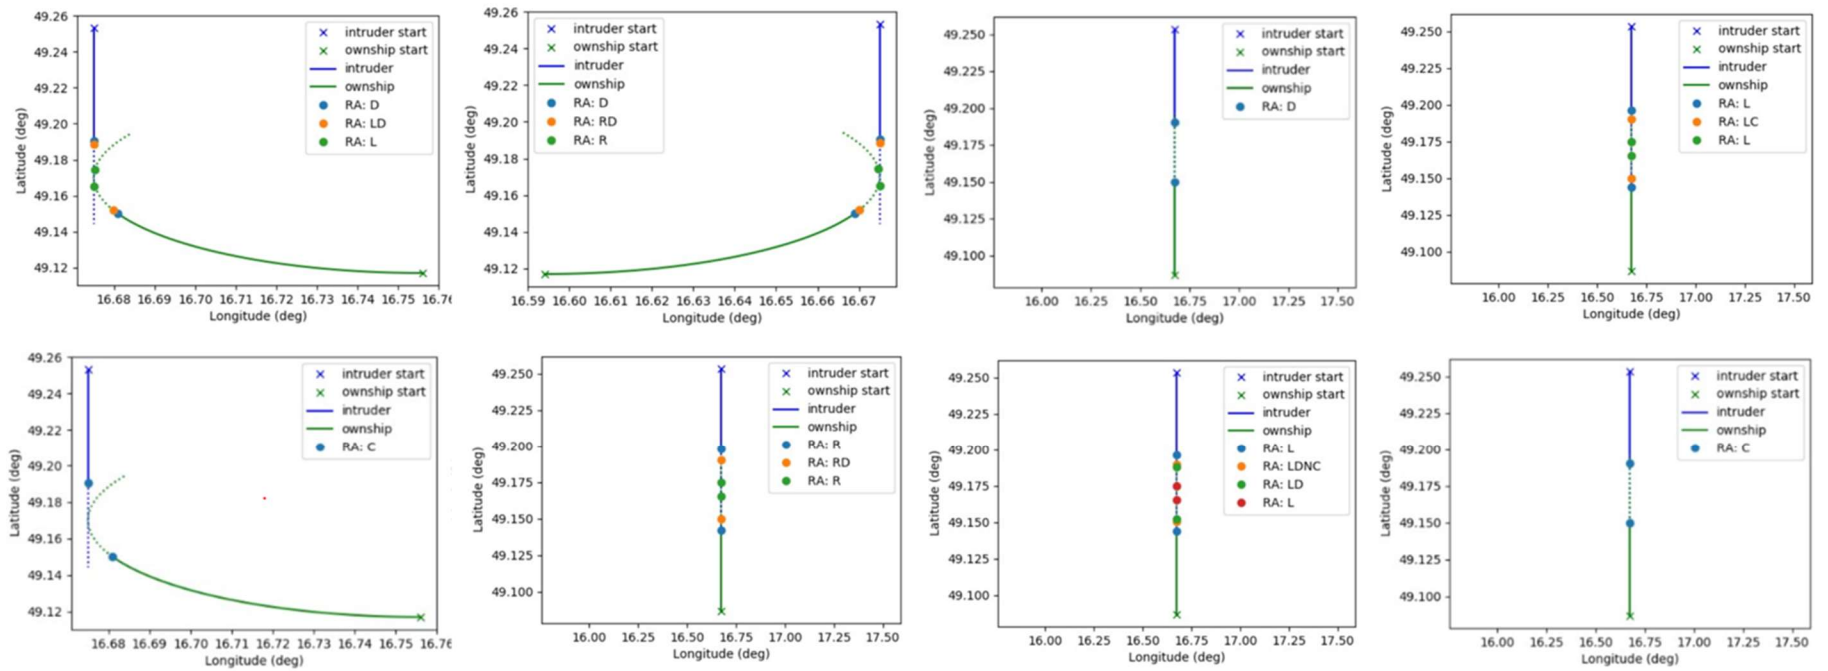 49.26
49.24
49.22
49.20
49.18
49.16
49.14
49.12
Latitude (deg)
16.68 16.69 16.70 16.71 16.72 16.73 16.74 16.75 16.76
Longitude (deg)
intruder start
ownship start
intruder
ownship
RA: D
RA: LD
RA: L
49.26
49.24
49.22
49.20
49.18
49.16
49.14
49.12
Latitude (deg)
16.59 16.60 16.61 16.62 16.63 16.64 16.65 16.66 16.67
Longitude (deg)
intruder start
ownship start
intruder
ownship
RA: D
RA: RD
RA: R
49.250
49.225
49.200
49.175
49.150
49.125
49.100
Latitude (deg)
16.00 16.25 16.50 16.75 17.00 17.25 17.50
Longitude (deg)
intruder start
ownship start
intruder
ownship
RA: D
49.250
49.225
49.200
49.175
49.150
49.125
49.100
Latitude (deg)
16.00 16.25 16.50 16.75 17.00 17.25 17.50
Longitude (deg)
intruder start
ownship start
intruder
ownship
RA: L
RA: LC
RA: L
49.26
49.24
49.22
49.20
49.18
49.16
49.14
49.12
Latitude (deg)
16.68 16.69 16.70 16.71 16.72 16.73 16.74 16.75 16.76
Longitude (deg)
intruder start
ownship start
intruder
ownship
RA: C
49.250
49.225
49.200
49.175
49.150
49.125
49.100
Latitude (deg)
16.00 16.25 16.50 16.75 17.00 17.25 17.50
Longitude (deg)
intruder start
ownship start
intruder
ownship
RA: R
RA: RD
RA: R
49.250
49.225
49.200
49.175
49.150
49.125
49.100
Latitude (deg)
16.00 16.25 16.50 16.75 17.00 17.25 17.50
Longitude (deg)
intruder start
ownship start
intruder
ownship
RA: L
RA: LDNC
RA: LD
RA: L
49.250
49.225
49.200
49.175
49.150
49.125
49.100
Latitude (deg)
16.00 16.25 16.50 16.75 17.00 17.25 17.50
Longitude (deg)
intruder start
ownship start
intruder
ownship
RA: C